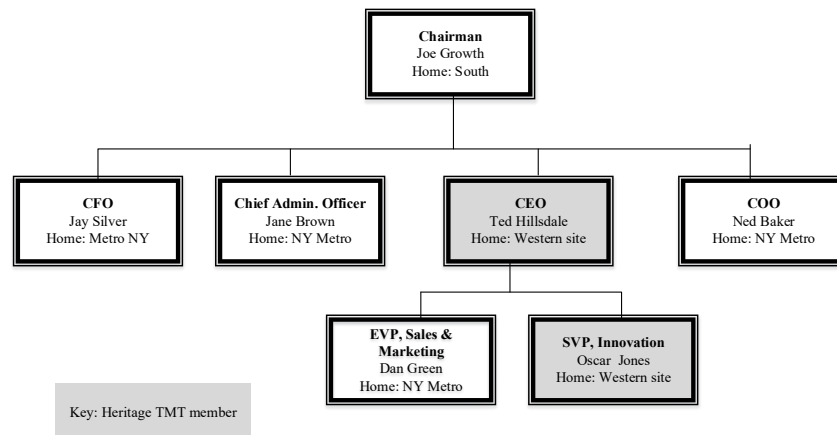 Chairman
Joe Growth
Home: South
CFO
Jay Silver
Home: Metro NY
Chief Admin. Officer
Jane Brown
Home: NY Metro
CEO
Ted Hillsdale
Home: Western site
COO
Ned Baker
Home: NY Metro
EVP, Sales &
Marketing
Dan Green
Home: NY Metro
SVP, Innovation
Oscar Jones
Home: Western site
Key: Heritage TMT member